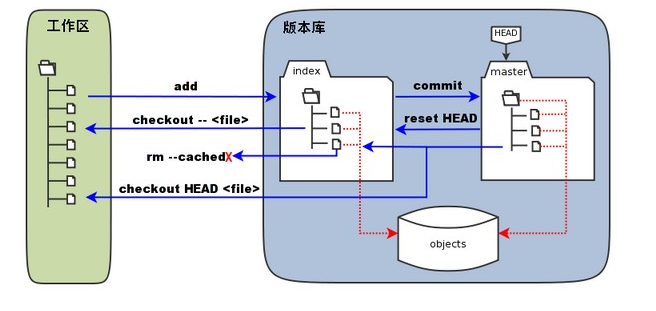 工作区
版本库
HEAD
index
master
add
commit
checkout -- <file>
reset HEAD
rm --cached
X
checkout HEAD <file>
objects